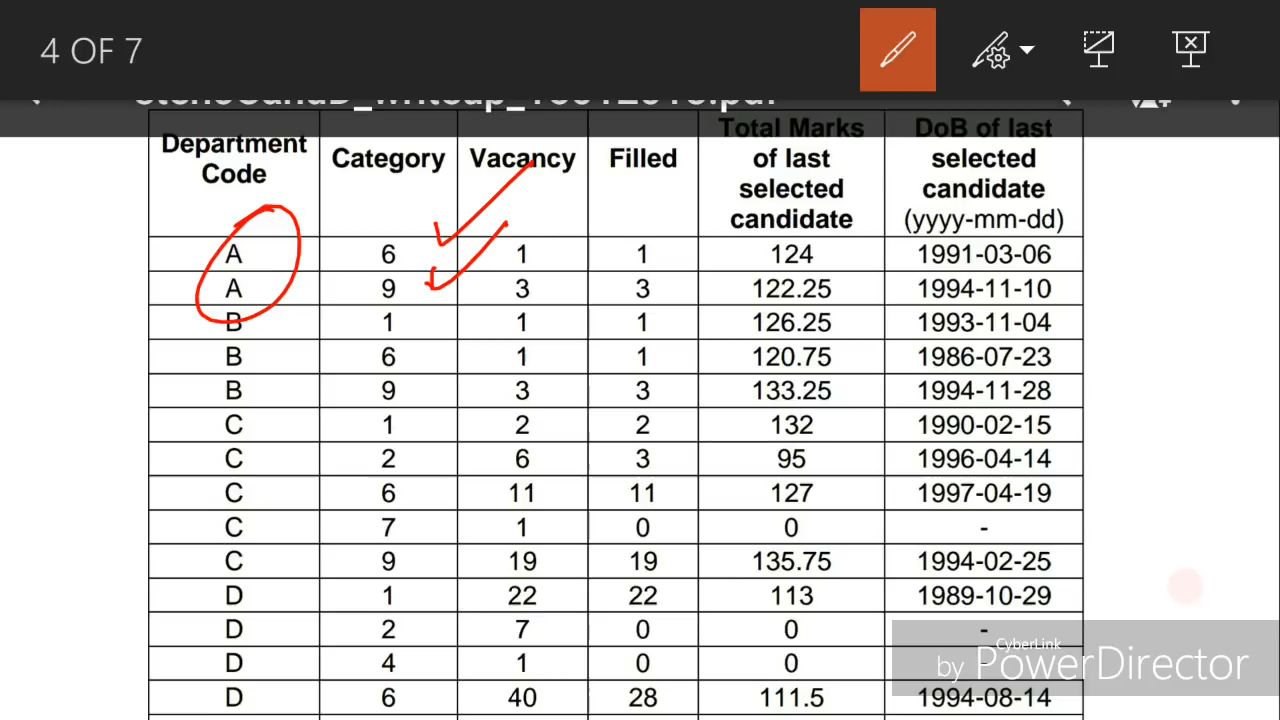 4 OF 7
Department Code Category Vacancy Filled Total Marks of last selected candidate DoB of last selected candidate (yyyy-mm-dd)
A 6 1 1 124 1991-03-06
A 9 3 3 122.25 1994-11-10
B 1 1 1 126.25 1993-11-04
B 6 1 1 120.75 1986-07-23
B 9 3 3 133.25 1994-11-28
C 1 2 2 132 1990-02-15
C 2 6 3 95 1996-04-14
C 6 11 11 127 1997-04-19
C 7 1 0 0 -
C 9 19 19 135.75 1994-02-25
D 1 22 22 113 1989-10-29
D 2 7 0 0 -
D 4 1 0 0 -
D 6 40 28 111.5 1994-08-14
CyberLink
by PowerDirector